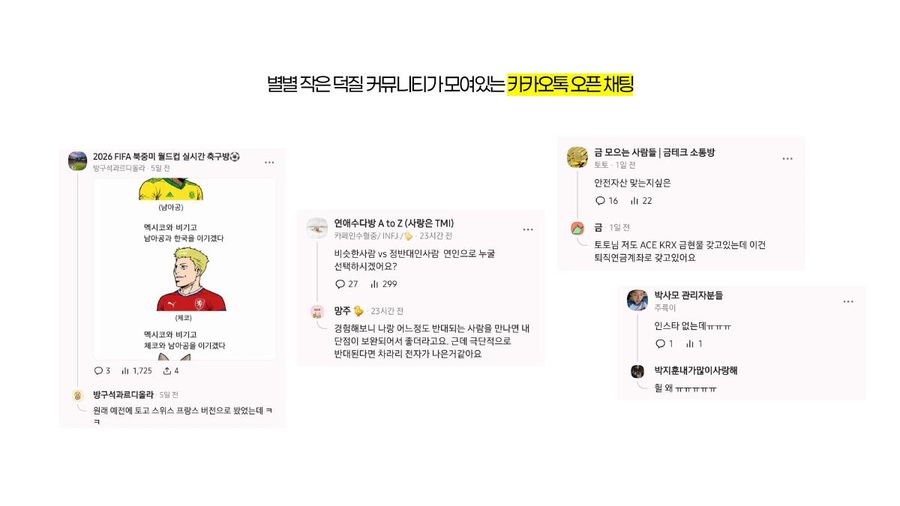 별별 작은 덕질 커뮤니티가 모여있는 카카오톡 오픈 채팅
2026 FIFA 북중미 월드컵 실시간 축구방⚽
방구석과르디올라 · 5일 전
(남아공)
멕시코와 비기고
남아공과 한국을 이기겠다
(체코)
멕시코와 비기고
체코와 남아공을 이기겠다
3 1,725 4
방구석과르디올라 · 5일 전
원래 예전에 토고 스위스 프랑스 버전으로 봤었는데 ㅋ
ㅋ
연애수다방 A to Z (사랑은 TMI)
카페인수혈중/ INFJ /🐤 · 23시간 전
비슷한사람 vs 정반대인사람 연인으로 누굴
선택하시겠어요?
27 299
망주 🐤 · 23시간 전
경험해보니 나랑 어느정도 반대되는 사람을 만나면 내
단점이 보완되어서 좋더라고요. 근데 극단적으로
반대된다면 차라리 전자가 나은거같아요
금 모으는 사람들 | 금테크 소통방
토토 · 1일 전
안전자산 맞는지싶은
16 22
금 · 1일 전
토토님 저도 ACE KRX 금현물 갖고있는데 이건
퇴직연금계좌로 갖고있어요
박사모 관리자분들
주륵이
인스타 없는데ㅠㅠㅠ
1 1
박지훈내가많이사랑해
헐 왜 ㅠㅠㅠㅠㅠ